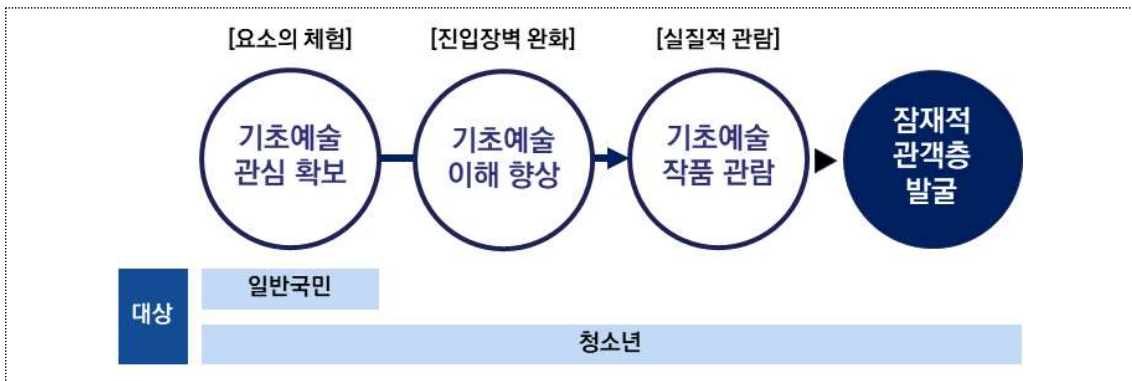 [요소의 체험]
[진입장벽 완화]
[실질적 관람]
기초예술
관심 확보
기초예술
이해 향상
기초예술
작품 관람
잠재적
관객층
발굴
대상
일반국민
청소년